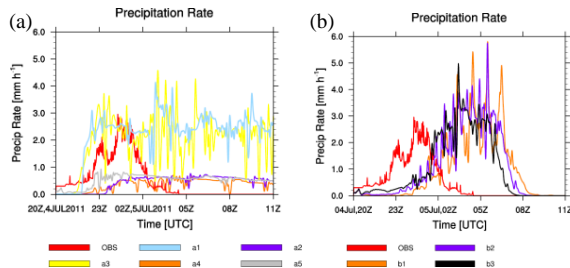 (a)
Precipitation Rate
Precip Rate [mm h⁻¹]
6.0
5.0
4.0
3.0
2.0
1.0
0.0
20Z,4JUL2011 23Z 02Z,5JUL2011 05Z 08Z 11Z
Time [UTC]
OBS a1 a2
a3 a4 a5
(b)
Precipitation Rate
Precip Rate [mm h⁻¹]
6.0
5.0
4.0
3.0
2.0
1.0
0.0
04Jul,20Z 23Z 05Jul,02Z 05Z 08Z 11Z
Time [UTC]
OBS b2
b1 b3